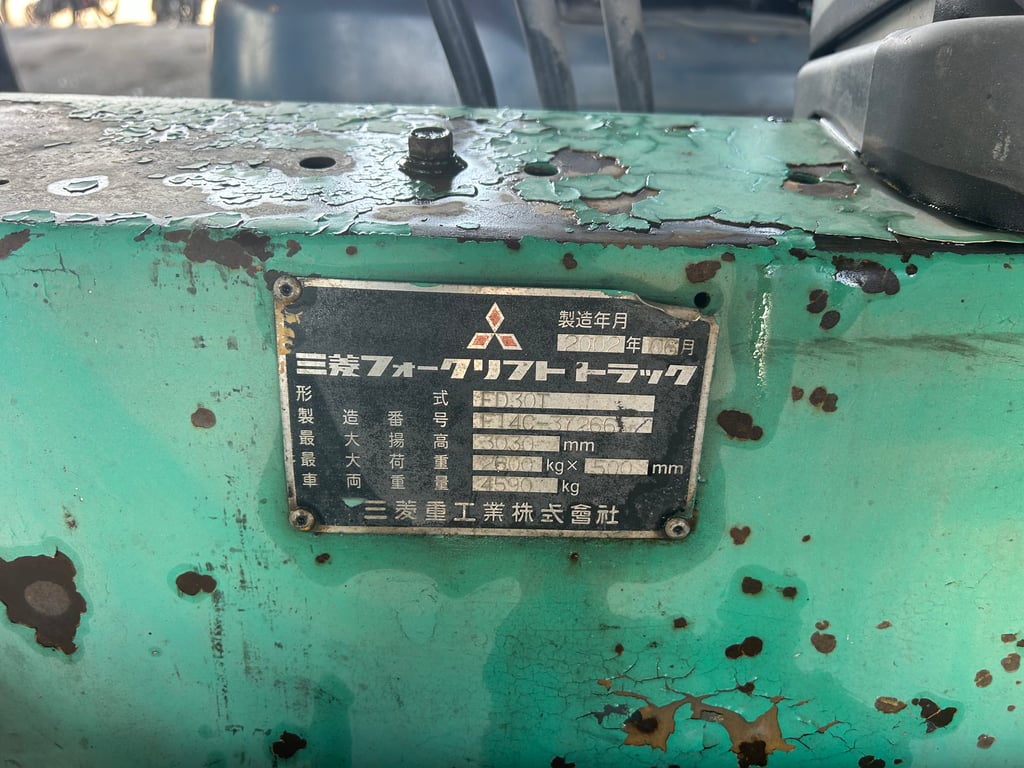 製造年月
2002年06月
三菱フォークリフトトラック
形式 FD30T
製造番号
最大揚高 3030 mm
最大荷重 2600 kg× 500 mm
車両重量 4590 kg
三菱重工業株式會社